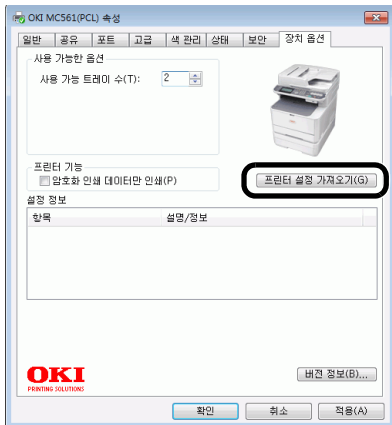 OKI MC561(PCL) 속성
일반 공유 포트 고급 색 관리 상태 보안 장치 옵션
사용 가능한 옵션
사용 가능 트레이 수(T): 2
프린터 기능
암호화 인쇄 데이터만 인쇄(P)
프린터 설정 가져오기(G)
설정 정보
항목 설명/정보
OKI
PRINTING SOLUTIONS
버전 정보(B)...
확인 취소 적용(A)